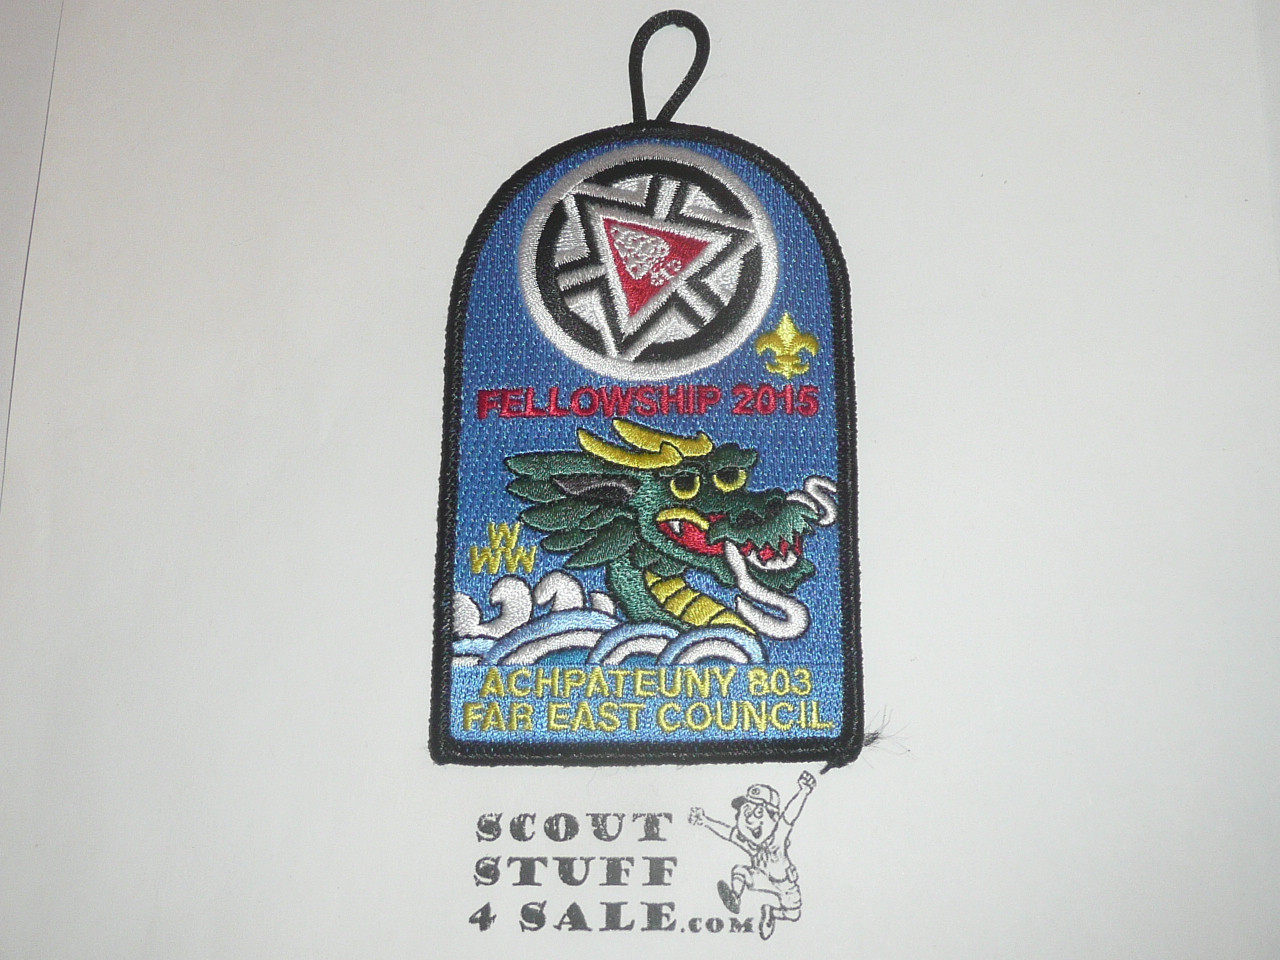 FELLOWSHIP 2015
W
WWW
ACHPATEUNY 803
FAR EAST COUNCIL
SCOUT
STUFF
4 SALE.COM